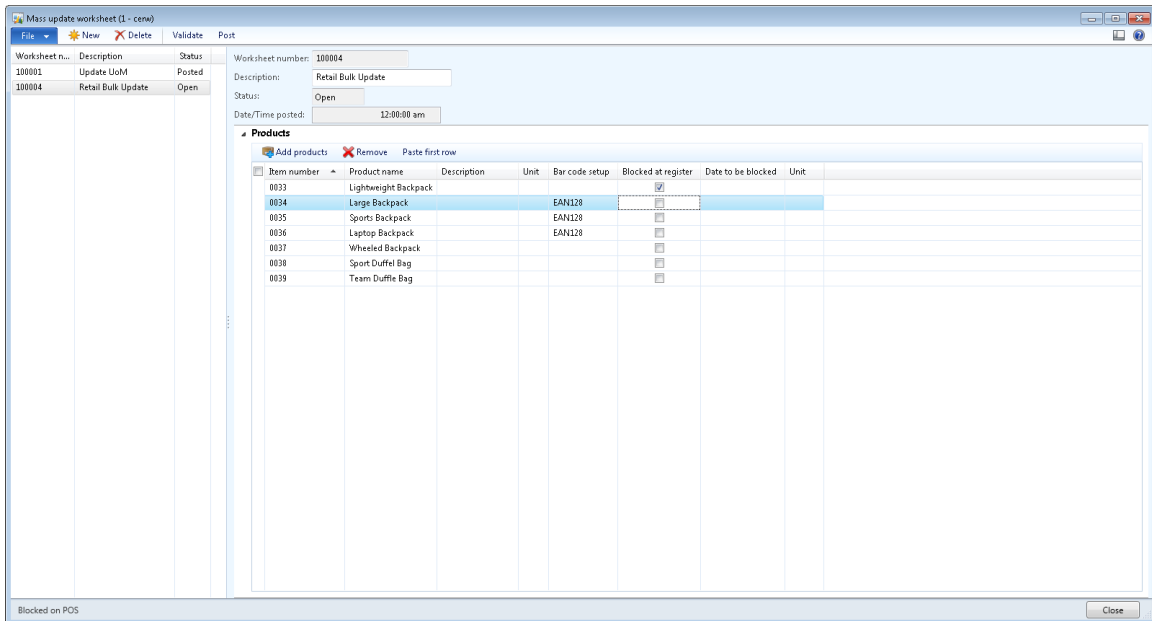 Mass update worksheet (1 - cerw)
File New Delete Validate Post
Worksheet n... Description Status
100001 Update UoM Posted
100004 Retail Bulk Update Open
Worksheet number: 100004
Description: Retail Bulk Update
Status: Open
Date/Time posted: 12:00:00 am
Products
Add products Remove Paste first row
Item number Product name Description Unit Bar code setup Blocked at register Date to be blocked Unit
0033 Lightweight Backpack
0034 Large Backpack EAN128
0035 Sports Backpack EAN128
0036 Laptop Backpack EAN128
0037 Wheeled Backpack
0038 Sport Duffel Bag
0039 Team Duffle Bag
Blocked on POS
Close